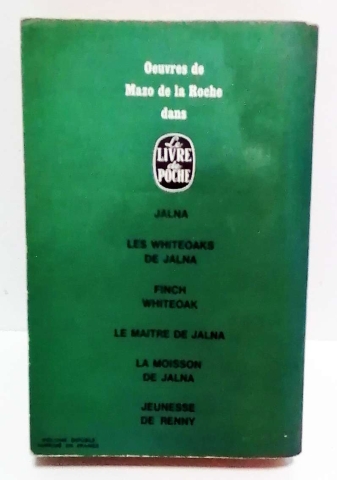 Oeuvres de
Mazo de la Roche
dans
Le
LIVRE
de
POCHE
JALNA
LES WHITEOAKS
DE JALNA
FINCH
WHITEOAK
LE MAITRE DE JALNA
LA MOISSON
DE JALNA
JEUNESSE
DE RENNY